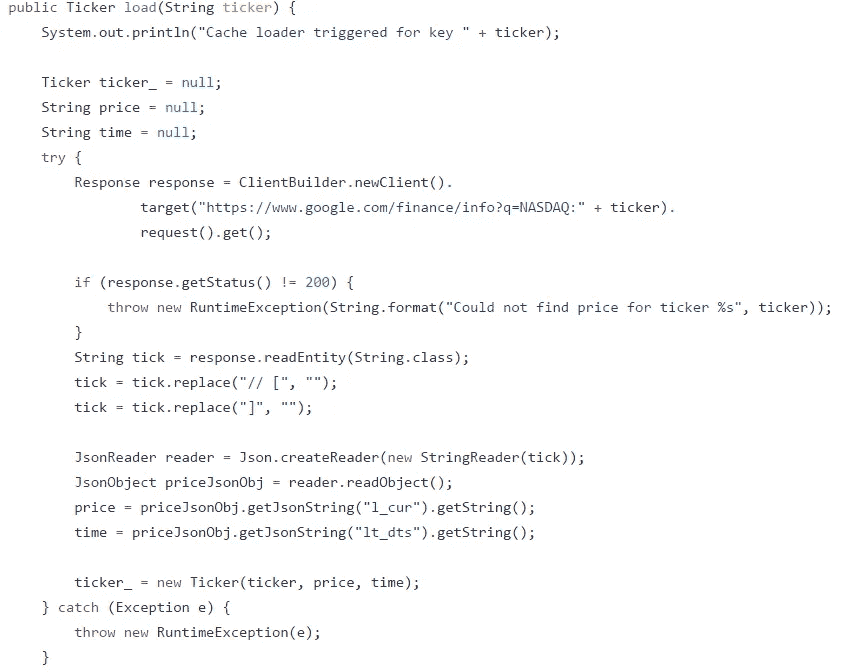 public Ticker load(String ticker) {
    System.out.println("Cache loader triggered for key " + ticker);

    Ticker ticker_ = null;
    String price = null;
    String time = null;
    try {
        Response response = ClientBuilder.newClient().
                target("https://www.google.com/finance/info?q=NASDAQ:" + ticker).
                request().get();

        if (response.getStatus() != 200) {
            throw new RuntimeException(String.format("Could not find price for ticker %s", ticker));
        }
        String tick = response.readEntity(String.class);
        tick = tick.replace("// [", "");
        tick = tick.replace("]", "");

        JsonReader reader = Json.createReader(new StringReader(tick));
        JsonObject priceJsonObj = reader.readObject();
        price = priceJsonObj.getJsonString("l_cur").getString();
        time = priceJsonObj.getJsonString("lt_dts").getString();

        ticker_ = new Ticker(ticker, price, time);
    } catch (Exception e) {
        throw new RuntimeException(e);
    }